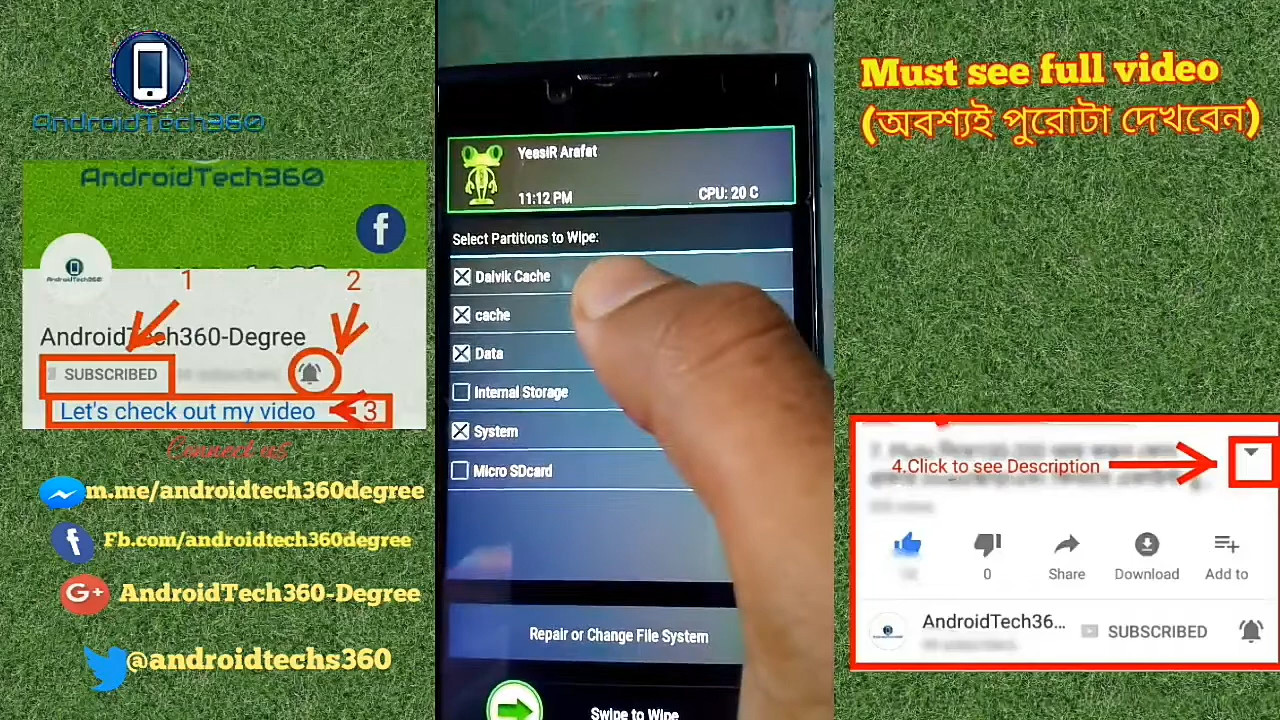 AndroidTech360
AndroidTech360
1
2
AndroidTech360-Degree
SUBSCRIBED
Let's check out my video
3
Connect us
m.me/androidtech360degree
Fb.com/androidtech360degree
G+
AndroidTech360-Degree
@androidtechs360
YeasiR Arafat
11:12 PM
CPU: 20 C
Select Partitions to Wipe:
Dalvik Cache
cache
Data
Internal Storage
System
Micro SDcard
Repair or Change File System
Swipe to Wipe
Must see full video
(অবশ্যই পুরোটা দেখবেন)
4.Click to see Description
0
Share
Download
Add to
AndroidTech36...
SUBSCRIBED